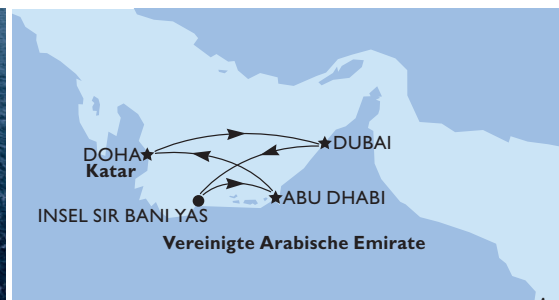 DUBAI
DOHA
Katar
ABU DHABI
INSEL SIR BANI YAS
Vereinigte Arabische Emirate